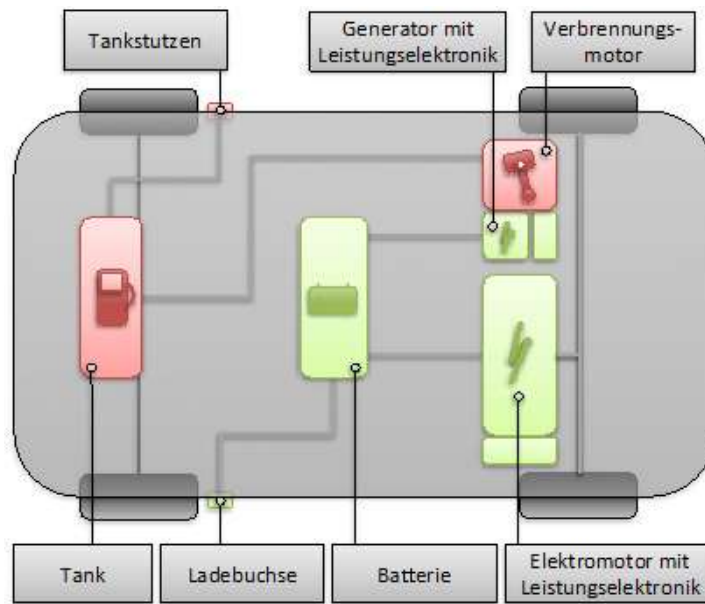 Tankstutzen
Generator mit
Leistungselektronik
Verbrennungs-
motor
Tank
Ladebuchse
Batterie
Elektromotor mit
Leistungselektronik